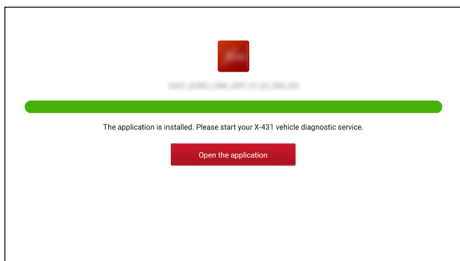 The application is installed. Please start your X-431 vehicle diagnostic service.
Open the application